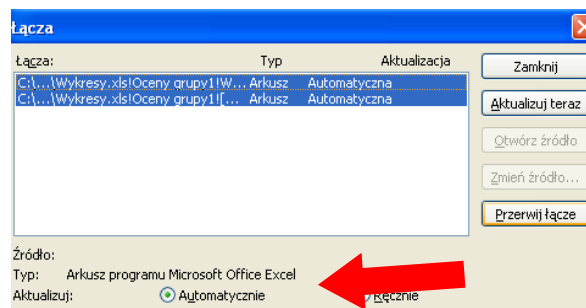 Łącza
Łącza: Typ Aktualizacja
C:\...\Wykresy.xls!Oceny grupy1!W... Arkusz Automatyczna
C:\...\Wykresy.xls!Oceny grupy1![... Arkusz Automatyczna
Zamknij
Aktualizuj teraz
Otwórz źródło
Zmień źródło...
Przerwij łącze
Źródło:
Typ: Arkusz programu Microsoft Office Excel
Aktualizuj: Automatycznie Ręcznie